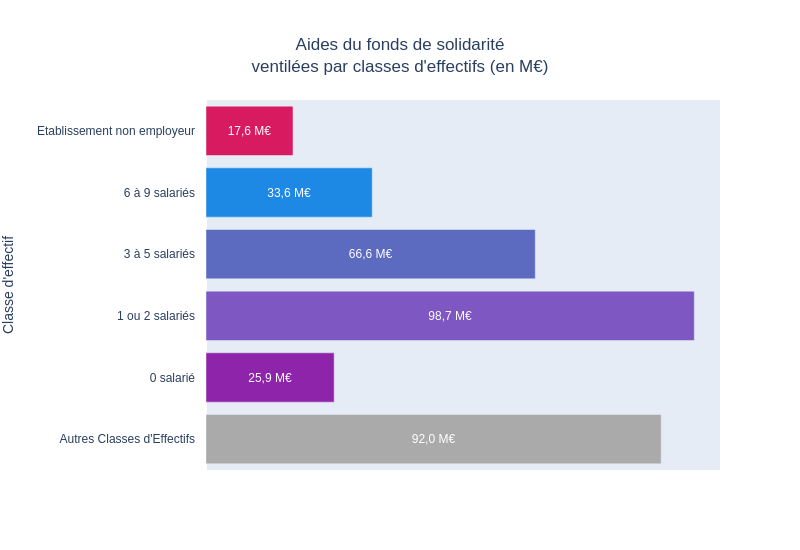 Aides du fonds de solidarité
ventilées par classes d'effectifs (en M€)
Classe d'effectif
Etablissement non employeur
17,6 M€
6 à 9 salariés
33,6 M€
3 à 5 salariés
66,6 M€
1 ou 2 salariés
98,7 M€
0 salarié
25,9 M€
Autres Classes d'Effectifs
92,0 M€